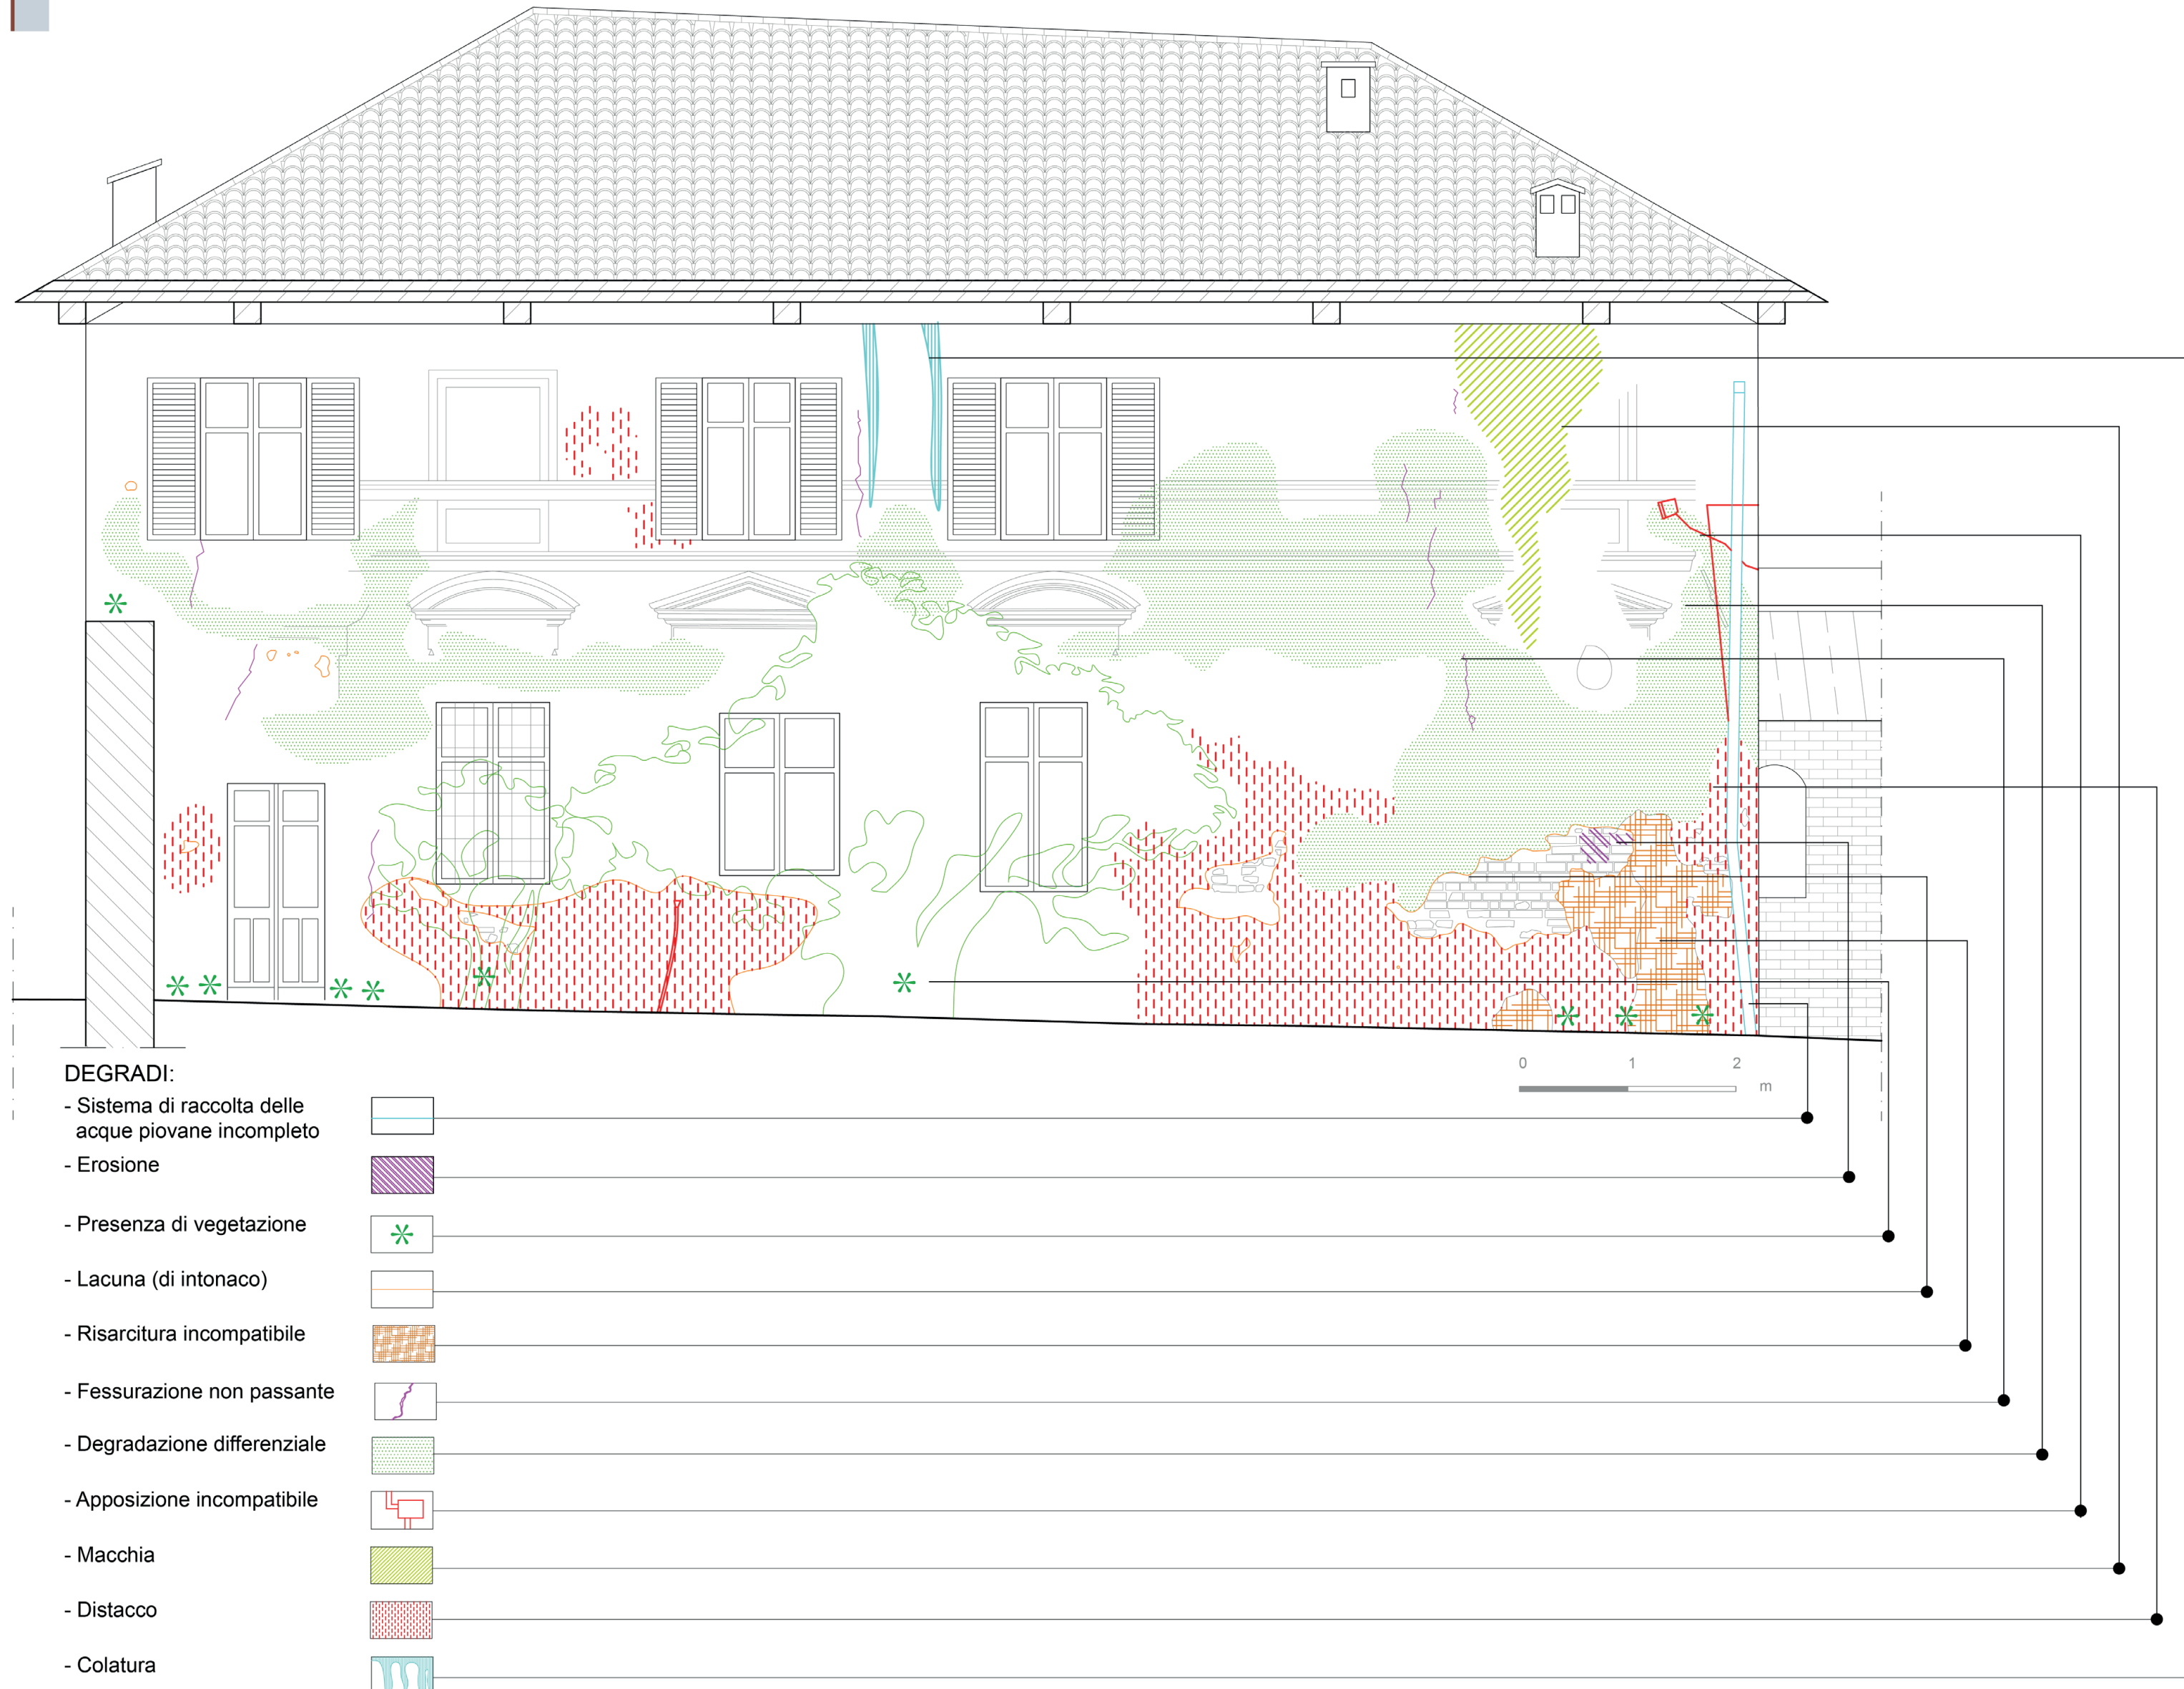 0 1 2
m
DEGRADI:
- Sistema di raccolta delle
acque piovane incompleto
- Erosione
- Presenza di vegetazione
- Lacuna (di intonaco)
- Risarcitura incompatibile
- Fessurazione non passante
- Degradazione differenziale
- Apposizione incompatibile
- Macchia
- Distacco
- Colatura